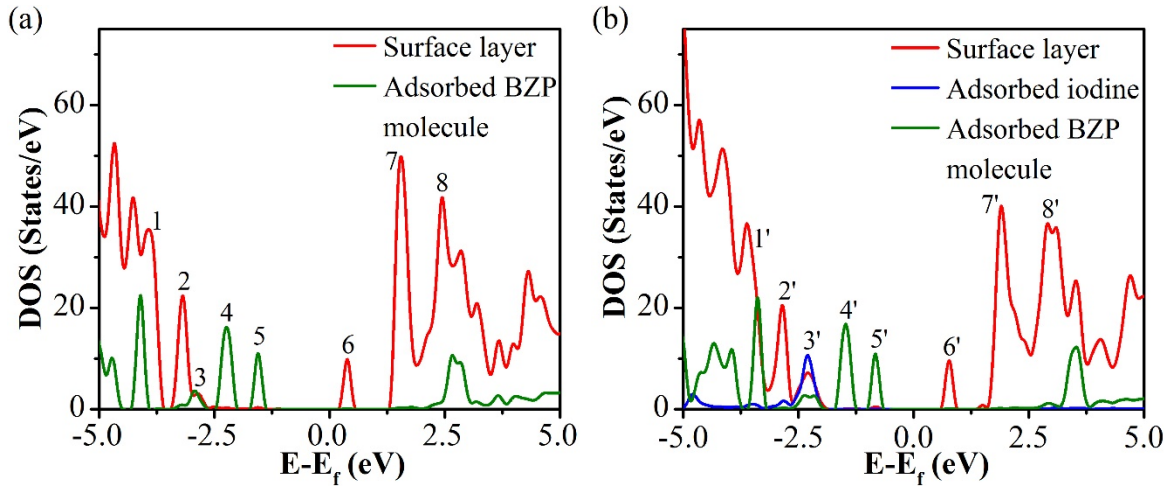 (a)
Surface layer
Adsorbed BZP
molecule
DOS (States/eV)
60
40
20
0
1
2
3
4
5
6
7
8
-5.0
-2.5
0.0
2.5
5.0
E-Ef (eV)
(b)
Surface layer
Adsorbed iodine
Adsorbed BZP
molecule
DOS (States/eV)
60
40
20
0
1'
2'
3'
4'
5'
6'
7'
8'
-5.0
-2.5
0.0
2.5
5.0
E-Ef (eV)